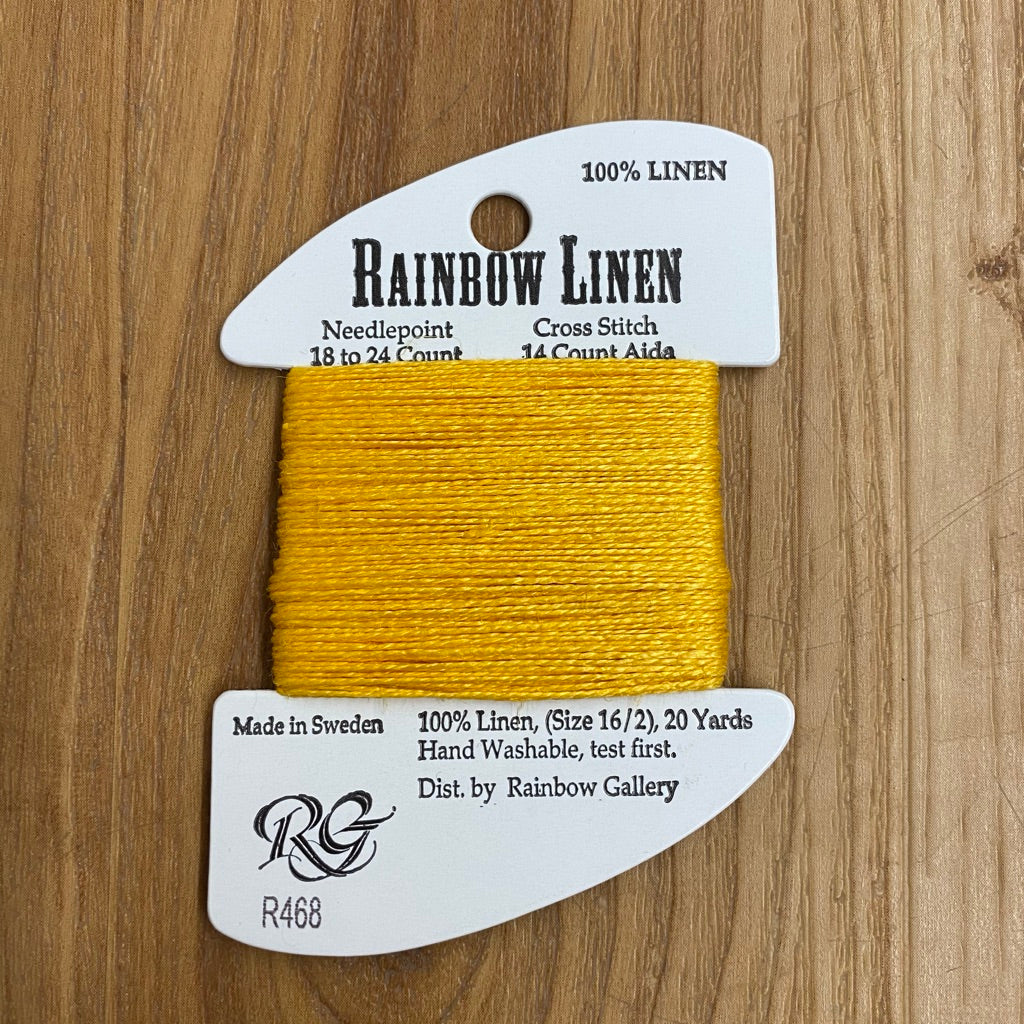 100% LINEN
RAINBOW LINEN
Needlepoint Cross Stitch
18 to 24 Count 14 Count Aida
Made in Sweden 100% Linen, (Size 16/2), 20 Yards
Hand Washable, test first.
Dist. by Rainbow Gallery
RG
R468